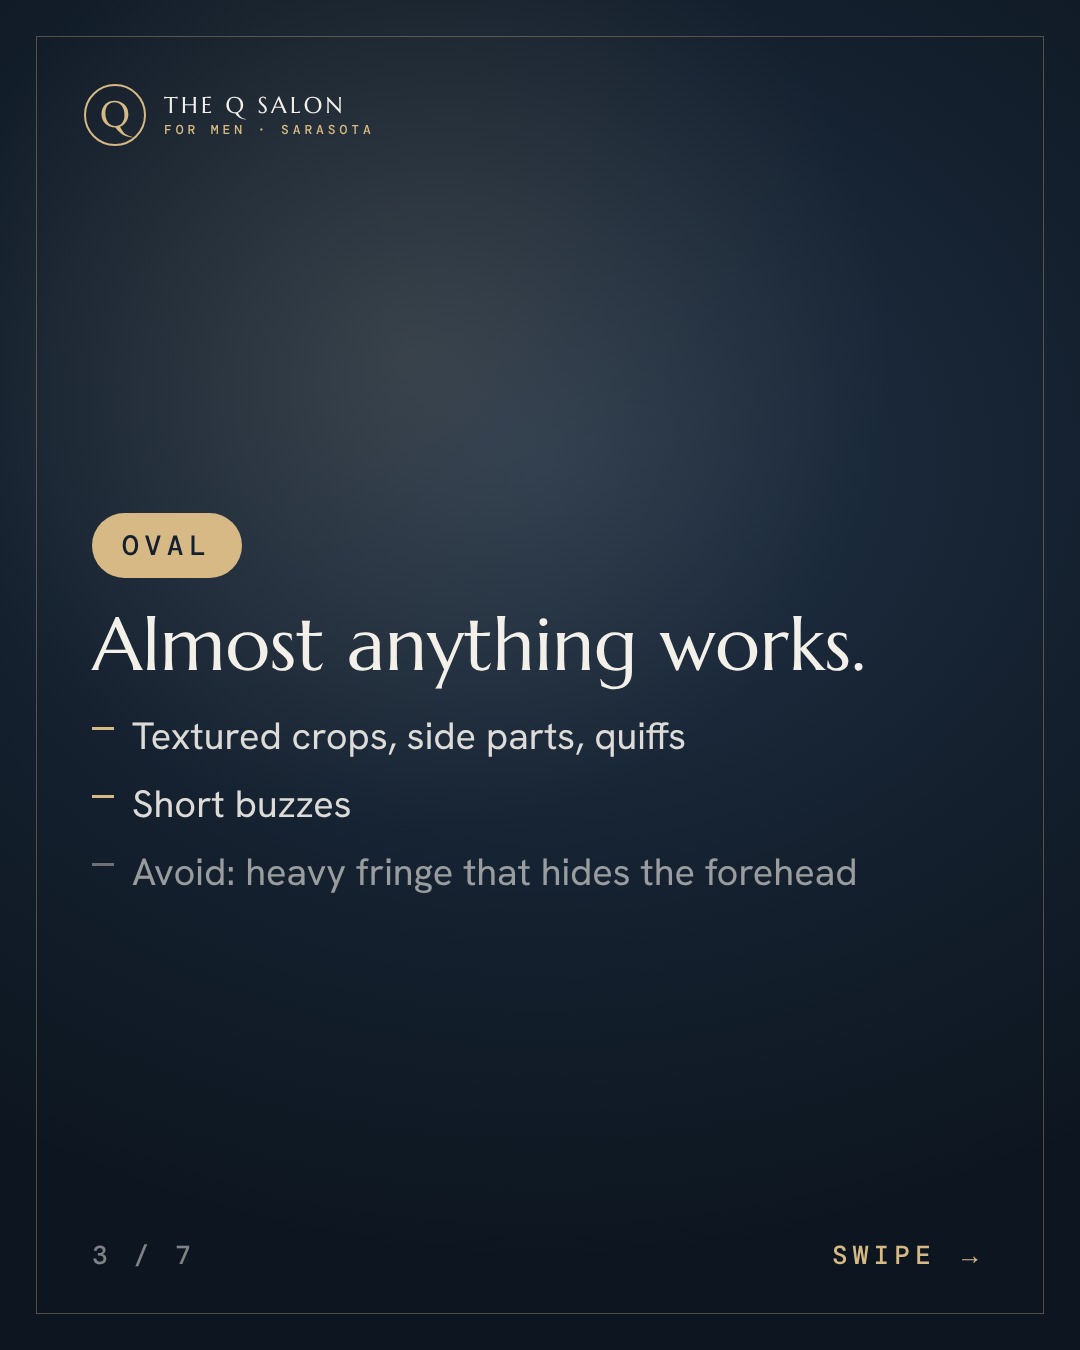 Q
THE Q SALON
FOR MEN · SARASOTA
OVAL
Almost anything works.
— Textured crops, side parts, quiffs
— Short buzzes
— Avoid: heavy fringe that hides the forehead
3 / 7
SWIPE →